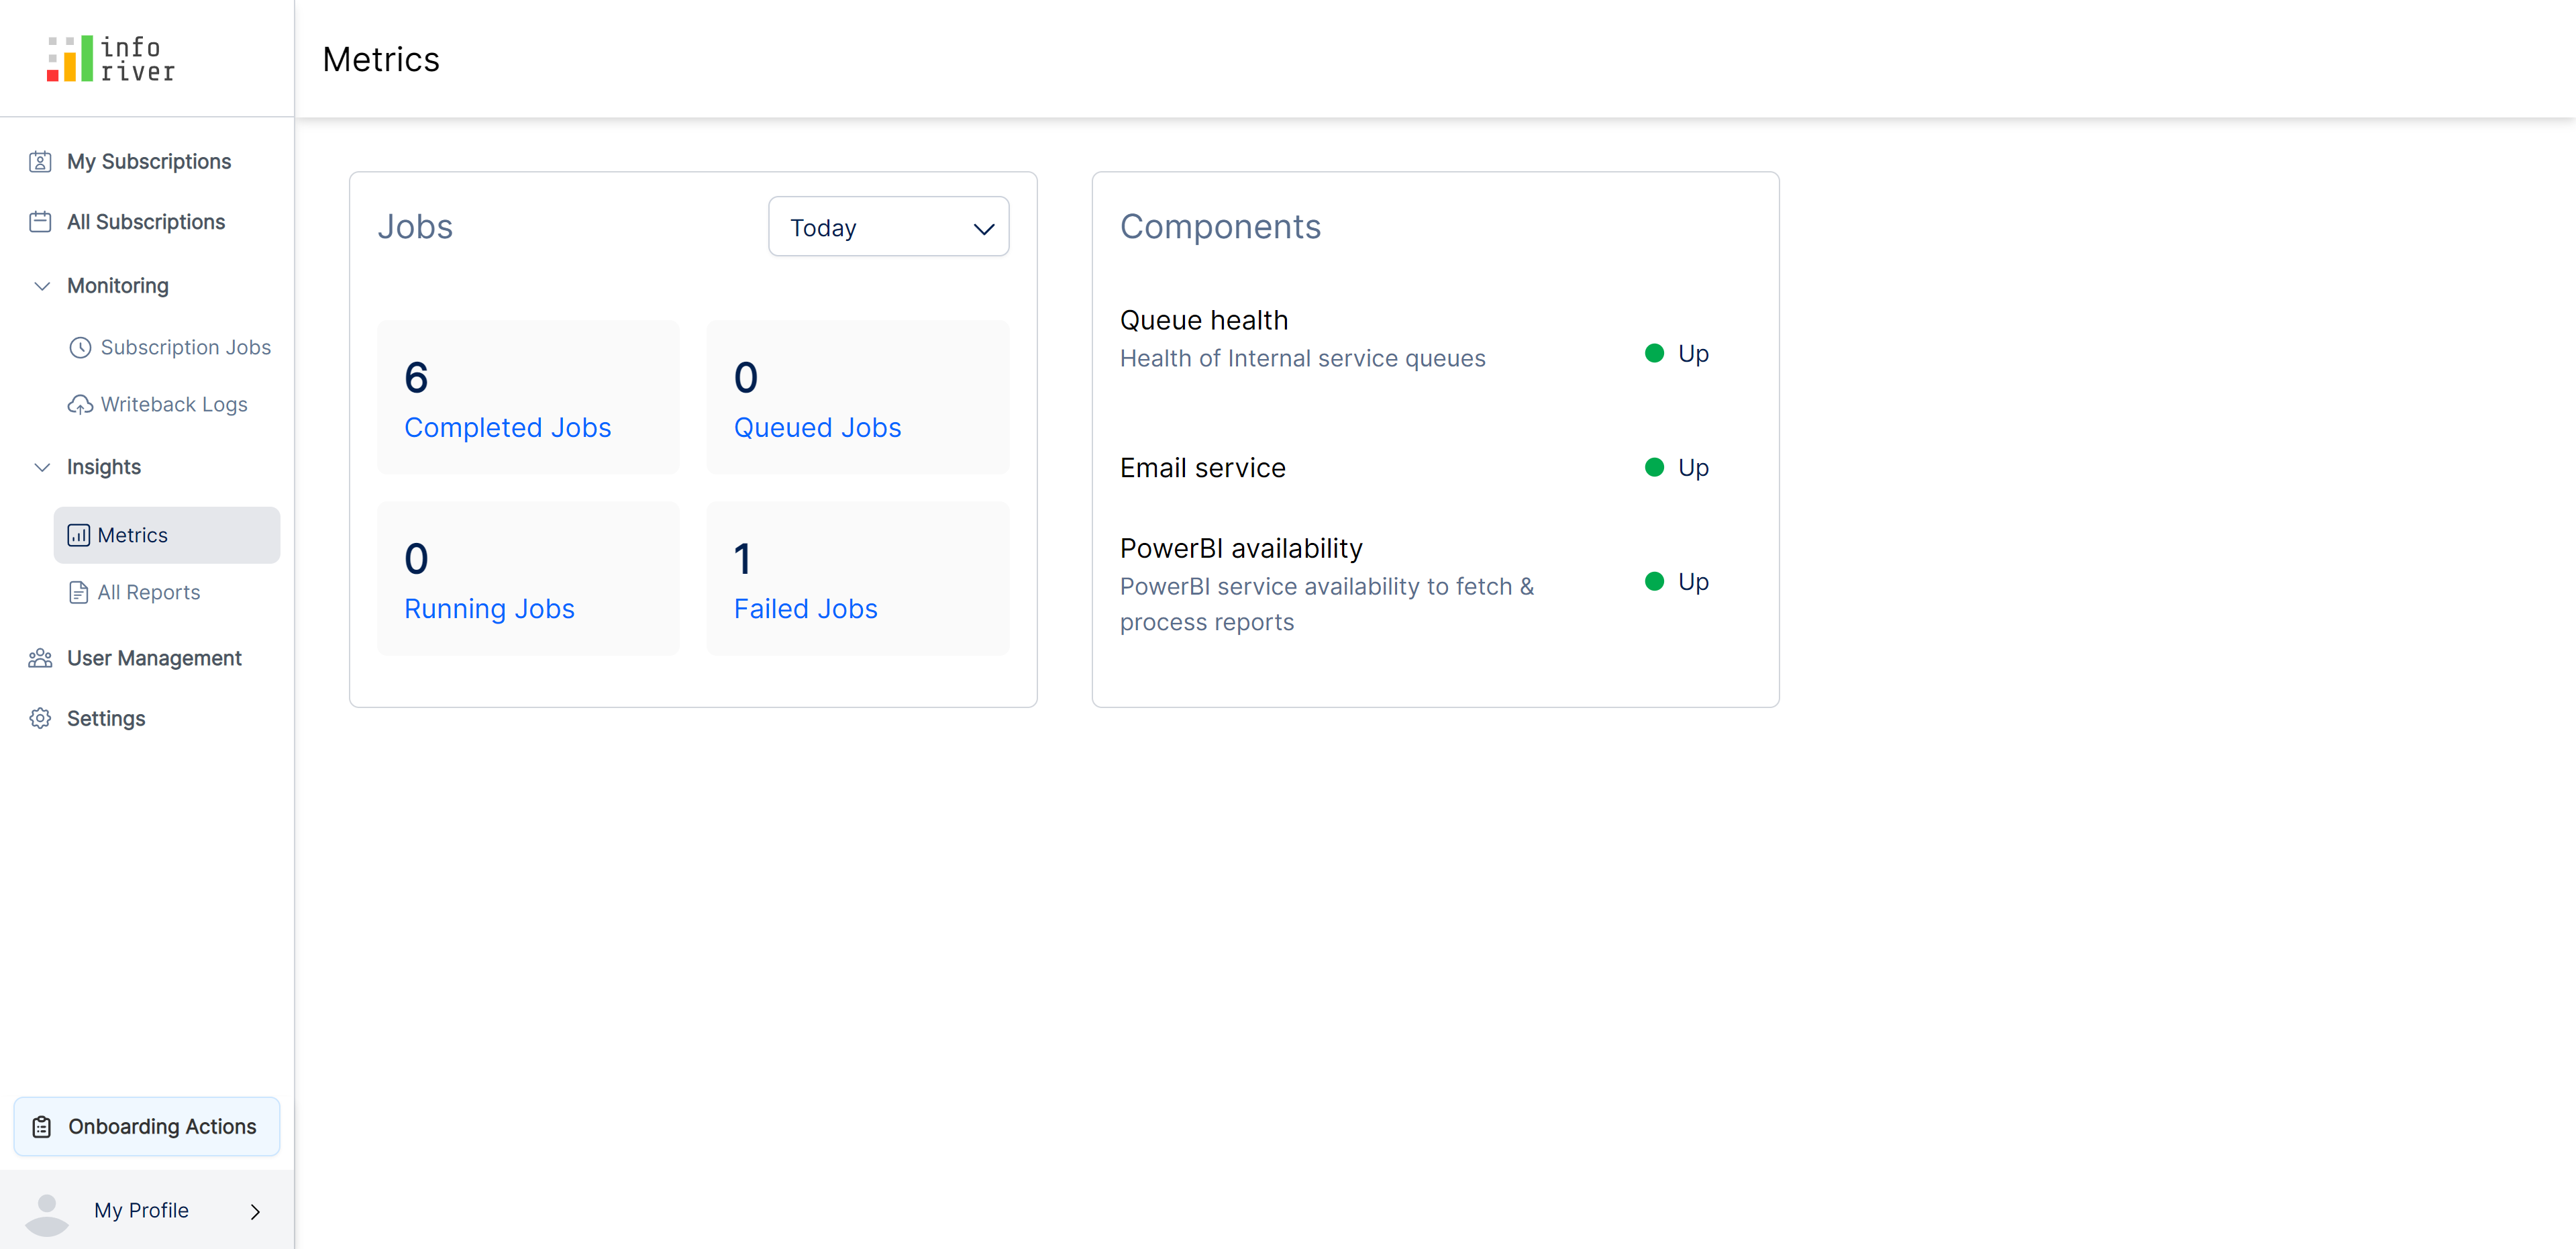 info
river
Metrics
My Subscriptions
All Subscriptions
Monitoring
Subscription Jobs
Writeback Logs
Insights
Metrics
All Reports
User Management
Settings
Onboarding Actions
My Profile
Jobs
Today
6
Completed Jobs
0
Queued Jobs
0
Running Jobs
1
Failed Jobs
Components
Queue health
Health of Internal service queues
Up
Email service
Up
PowerBI availability
PowerBI service availability to fetch &
process reports
Up